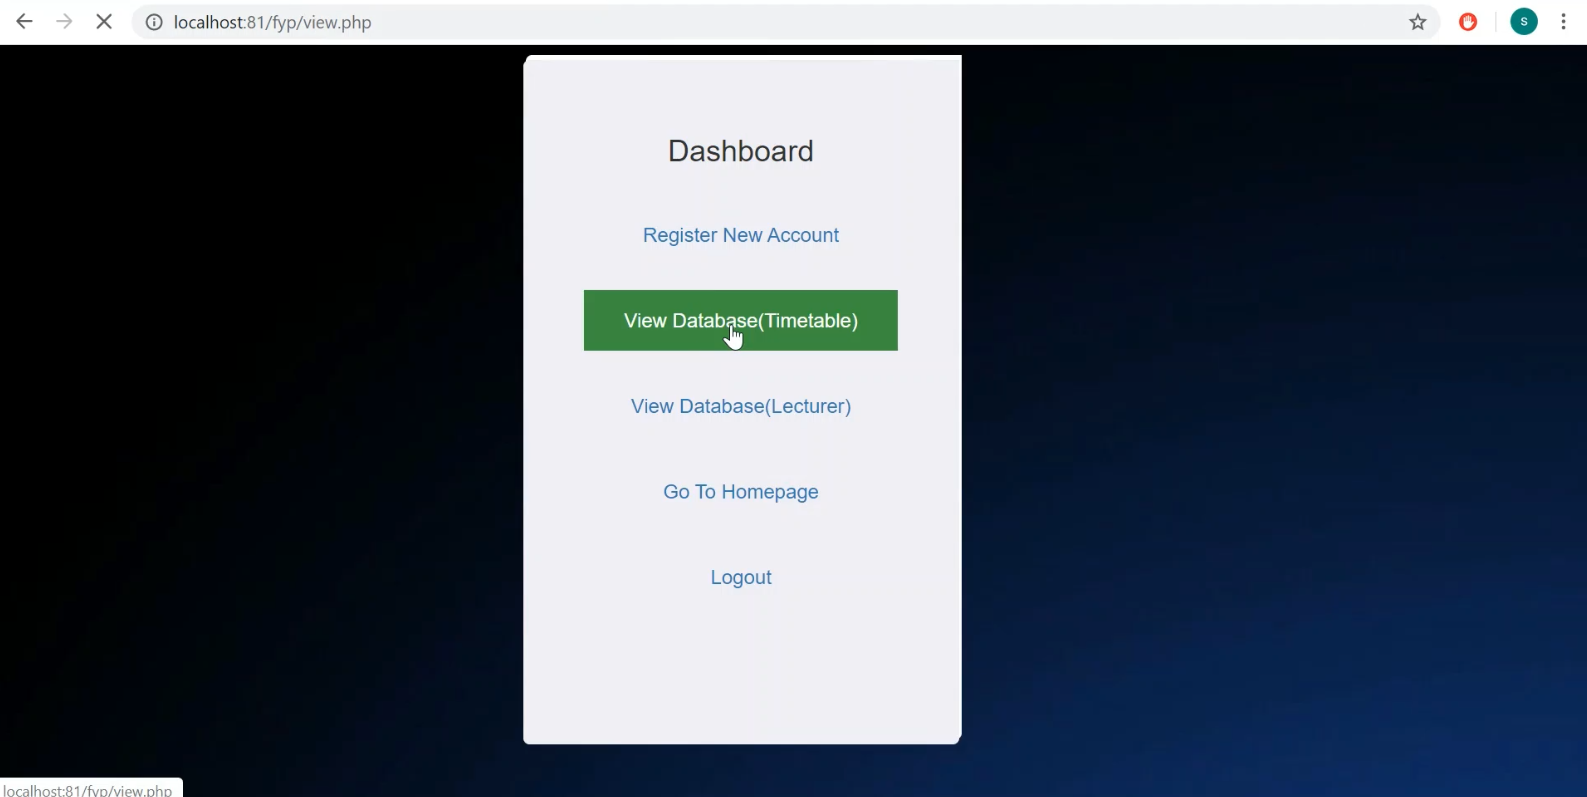 localhost:81/fyp/view.php
S
Dashboard
Register New Account
View Database(Timetable)
View Database(Lecturer)
Go To Homepage
Logout
localhost:81/fyp/view.php